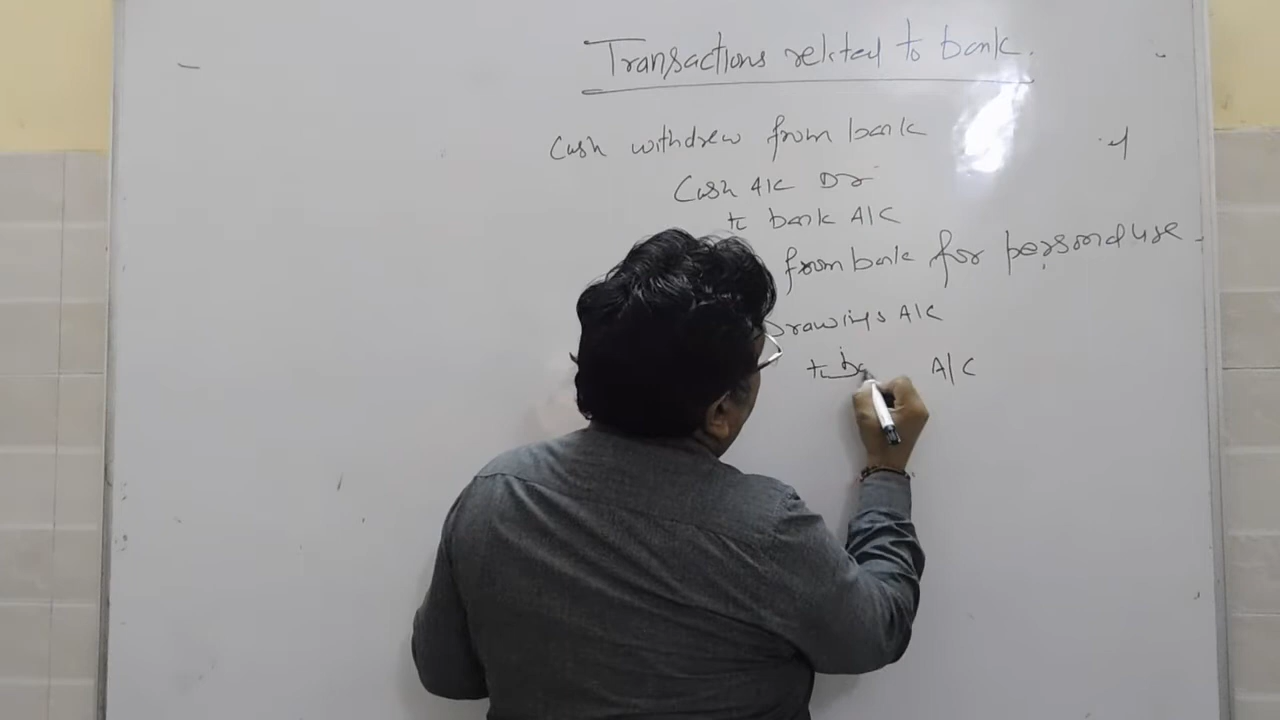 Transactions related to bank.
Cash withdrew from bank
Cash A/C Dr
to bank A/C
from bank for personal use.
Drawings A/C
to ba A/C